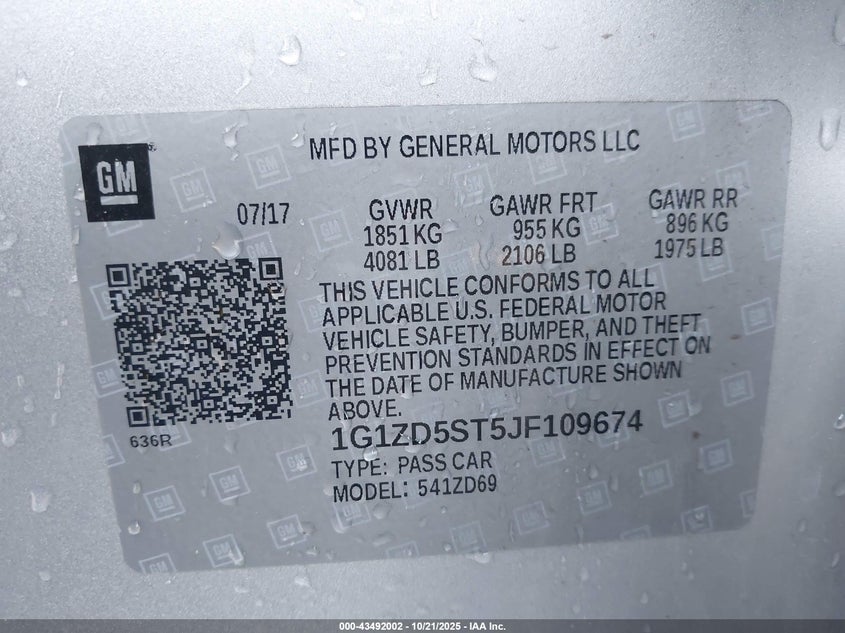 GM
MFD BY GENERAL MOTORS LLC
07/17
GVWR
1851 KG
4081 LB
GAWR FRT
955 KG
2106 LB
GAWR RR
896 KG
1975 LB
THIS VEHICLE CONFORMS TO ALL
APPLICABLE U.S. FEDERAL MOTOR
VEHICLE SAFETY, BUMPER, AND THEFT
PREVENTION STANDARDS IN EFFECT ON
THE DATE OF MANUFACTURE SHOWN
ABOVE.
636R
1G1ZD5ST5JF109674
TYPE: PASS CAR
MODEL: 541ZD69
000-43492002 - 10/21/2025 - IAA Inc.